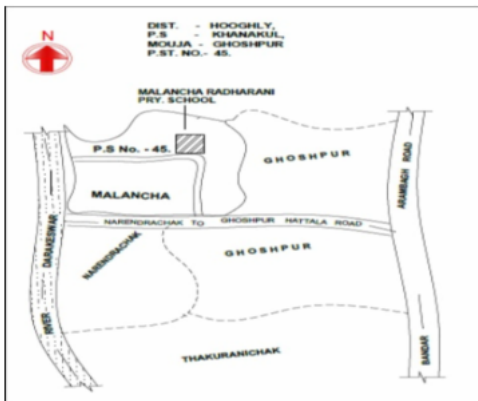 DIST. - HOOGHLY,
P.S - KHANAKUL,
MOUJA - GHOSHPUR
P.ST. NO.- 45.
N
MALANCHA RADHARANI
PRY. SCHOOL
P.S No. - 45.
GHOSHPUR
MALANCHA
NARENDRACHAK TO GHOSHPUR HATTALA ROAD
NARENDRACHAK
GHOSHPUR
THAKURANICHAK
RIVER DARAKESWAR
BANDAR ARAMBAGH ROAD